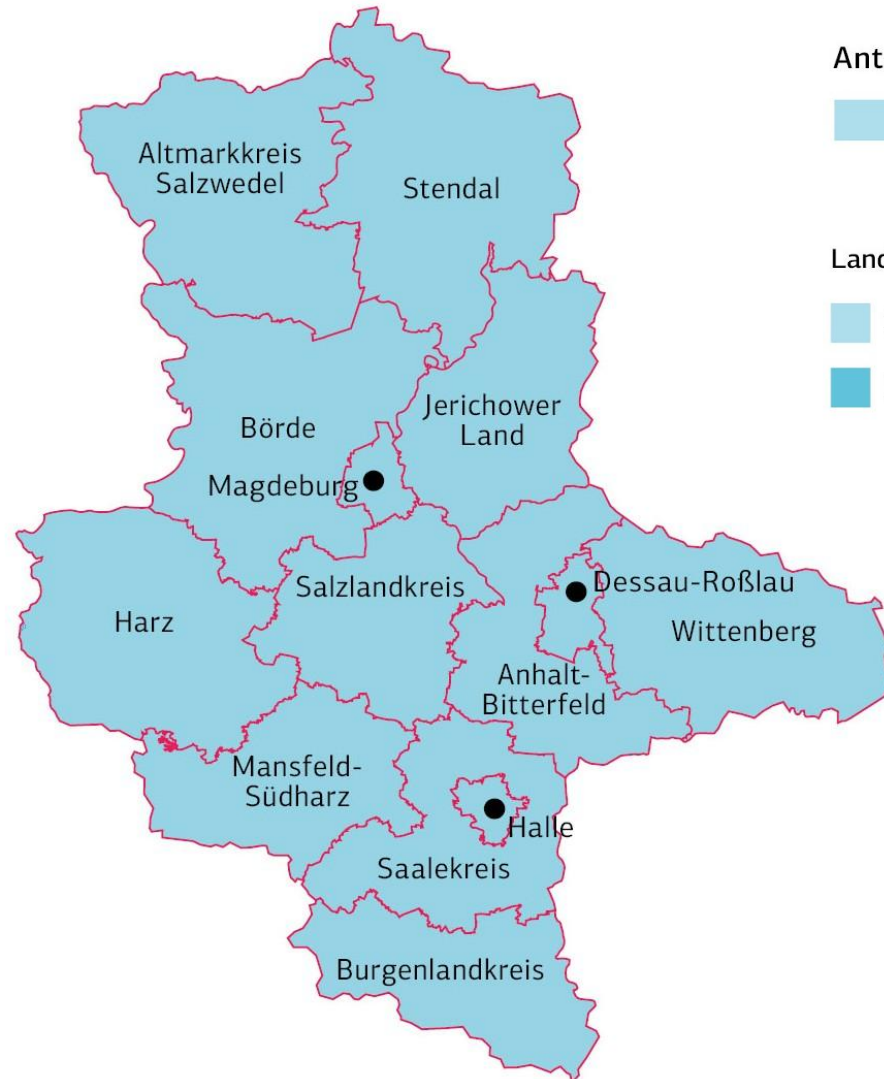 Altmarkkreis
Salzwedel
Stendal
Börde
Magdeburg
Jerichower
Land
Harz
Salzlandkreis
Dessau-Roßlau
Wittenberg
Anhalt-
Bitterfeld
Mansfeld-
Südharz
Halle
Saalekreis
Burgenlandkreis
Ant
Land